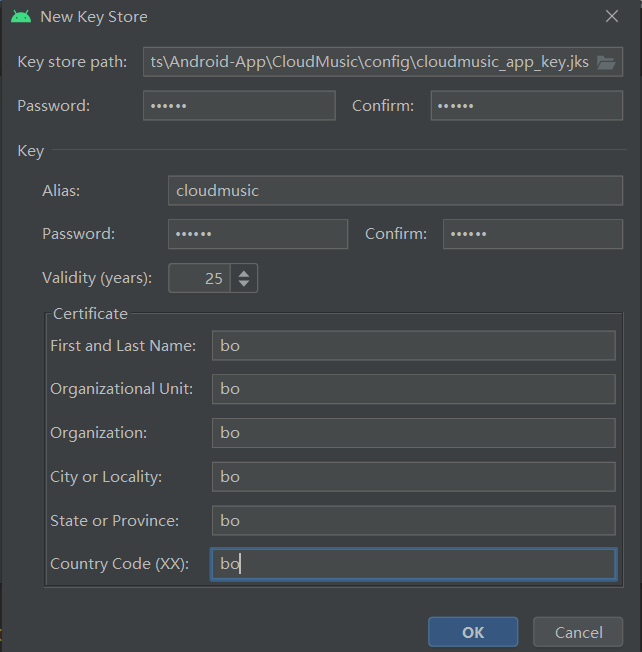 New Key Store
Key store path: ts\Android-App\CloudMusic\config\cloudmusic_app_key.jks
Password: •••••• Confirm: ••••••
Key
Alias: cloudmusic
Password: •••••• Confirm: ••••••
Validity (years): 25
Certificate
First and Last Name: bo
Organizational Unit: bo
Organization: bo
City or Locality: bo
State or Province: bo
Country Code (XX): bo
OK Cancel